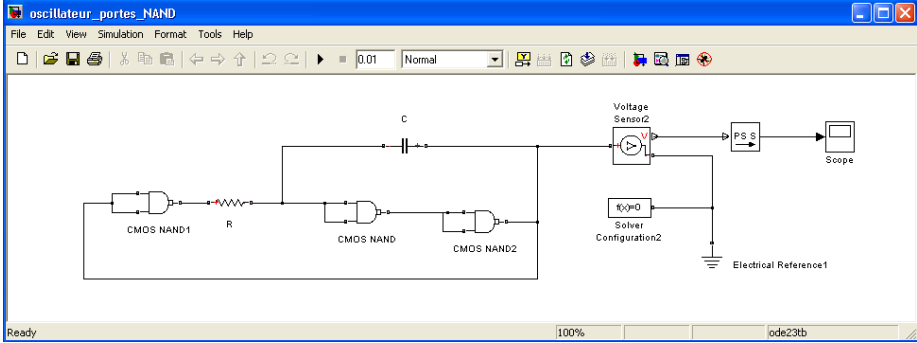 oscillateur_portes_NAND
File Edit View Simulation Format Tools Help
0.01 Normal
C
Voltage
Sensor2
V
PS S
Scope
CMOS NAND1
R
CMOS NAND
CMOS NAND2
f(x)=0
Solver
Configuration2
Electrical Reference1
Ready 100% ode23tb